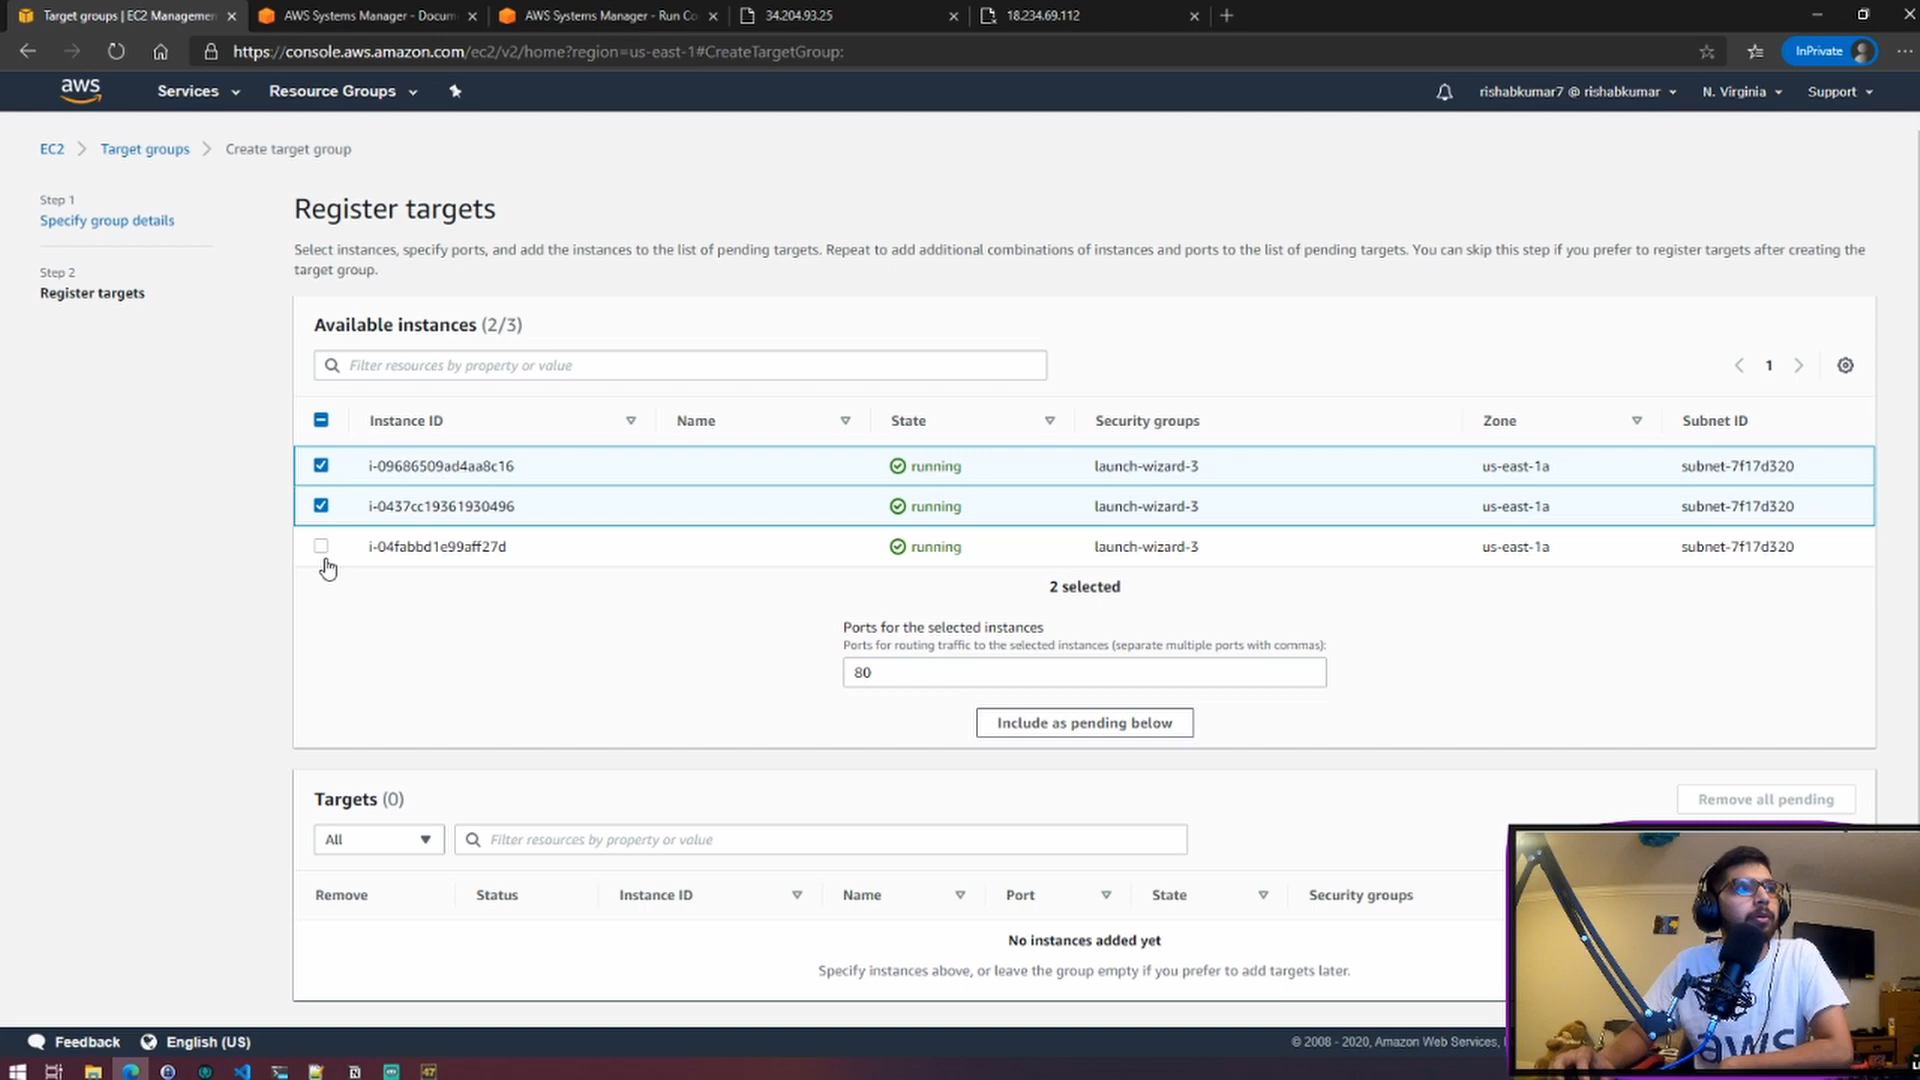 Target groups | EC2 Managemen
AWS Systems Manager - Docum
AWS Systems Manager - Run Co
34.204.93.25
18.234.69.112
https://console.aws.amazon.com/ec2/v2/home?region=us-east-1#CreateTargetGroup:
InPrivate
aws
Services
Resource Groups
rishabkumar7 @ rishabkumar
N. Virginia
Support
EC2
Target groups
Create target group
Step 1
Specify group details
Step 2
Register targets
Register targets
Select instances, specify ports, and add the instances to the list of pending targets. Repeat to add additional combinations of instances and ports to the list of pending targets. You can skip this step if you prefer to register targets after creating the
target group.
Available instances (2/3)
Filter resources by property or value
1
Instance ID Name State Security groups Zone Subnet ID
i-09686509ad4aa8c16 running launch-wizard-3 us-east-1a subnet-7f17d320
i-0437cc19361930496 running launch-wizard-3 us-east-1a subnet-7f17d320
i-04fabbd1e99aff27d running launch-wizard-3 us-east-1a subnet-7f17d320
2 selected
Ports for the selected instances
Ports for routing traffic to the selected instances (separate multiple ports with commas):
80
Include as pending below
Targets (0)
Remove all pending
All
Filter resources by property or value
Remove Status Instance ID Name Port State Security groups
No instances added yet
Specify instances above, or leave the group empty if you prefer to add targets later.
aws
Feedback
English (US)
© 2008 - 2020, Amazon Web Services,